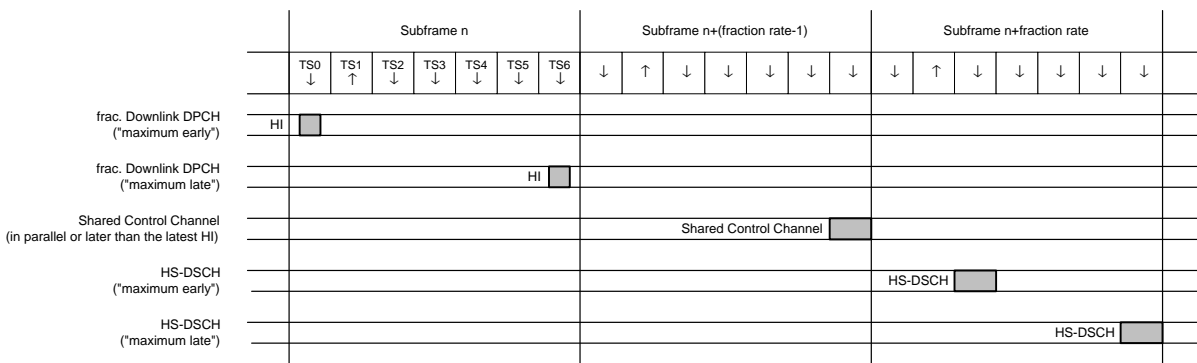 Subframe n
Subframe n+(fraction rate-1)
Subframe n+fraction rate
TS0 TS1 TS2 TS3 TS4 TS5 TS6
↓ ↑ ↓ ↓ ↓ ↓ ↓ ↓ ↑ ↓ ↓ ↓ ↓ ↓ ↓ ↑ ↓ ↓ ↓ ↓ ↓
frac. Downlink DPCH
("maximum early")
HI
frac. Downlink DPCH
("maximum late")
HI
Shared Control Channel
(in parallel or later than the latest HI)
Shared Control Channel
HS-DSCH
("maximum early")
HS-DSCH
HS-DSCH
("maximum late")
HS-DSCH